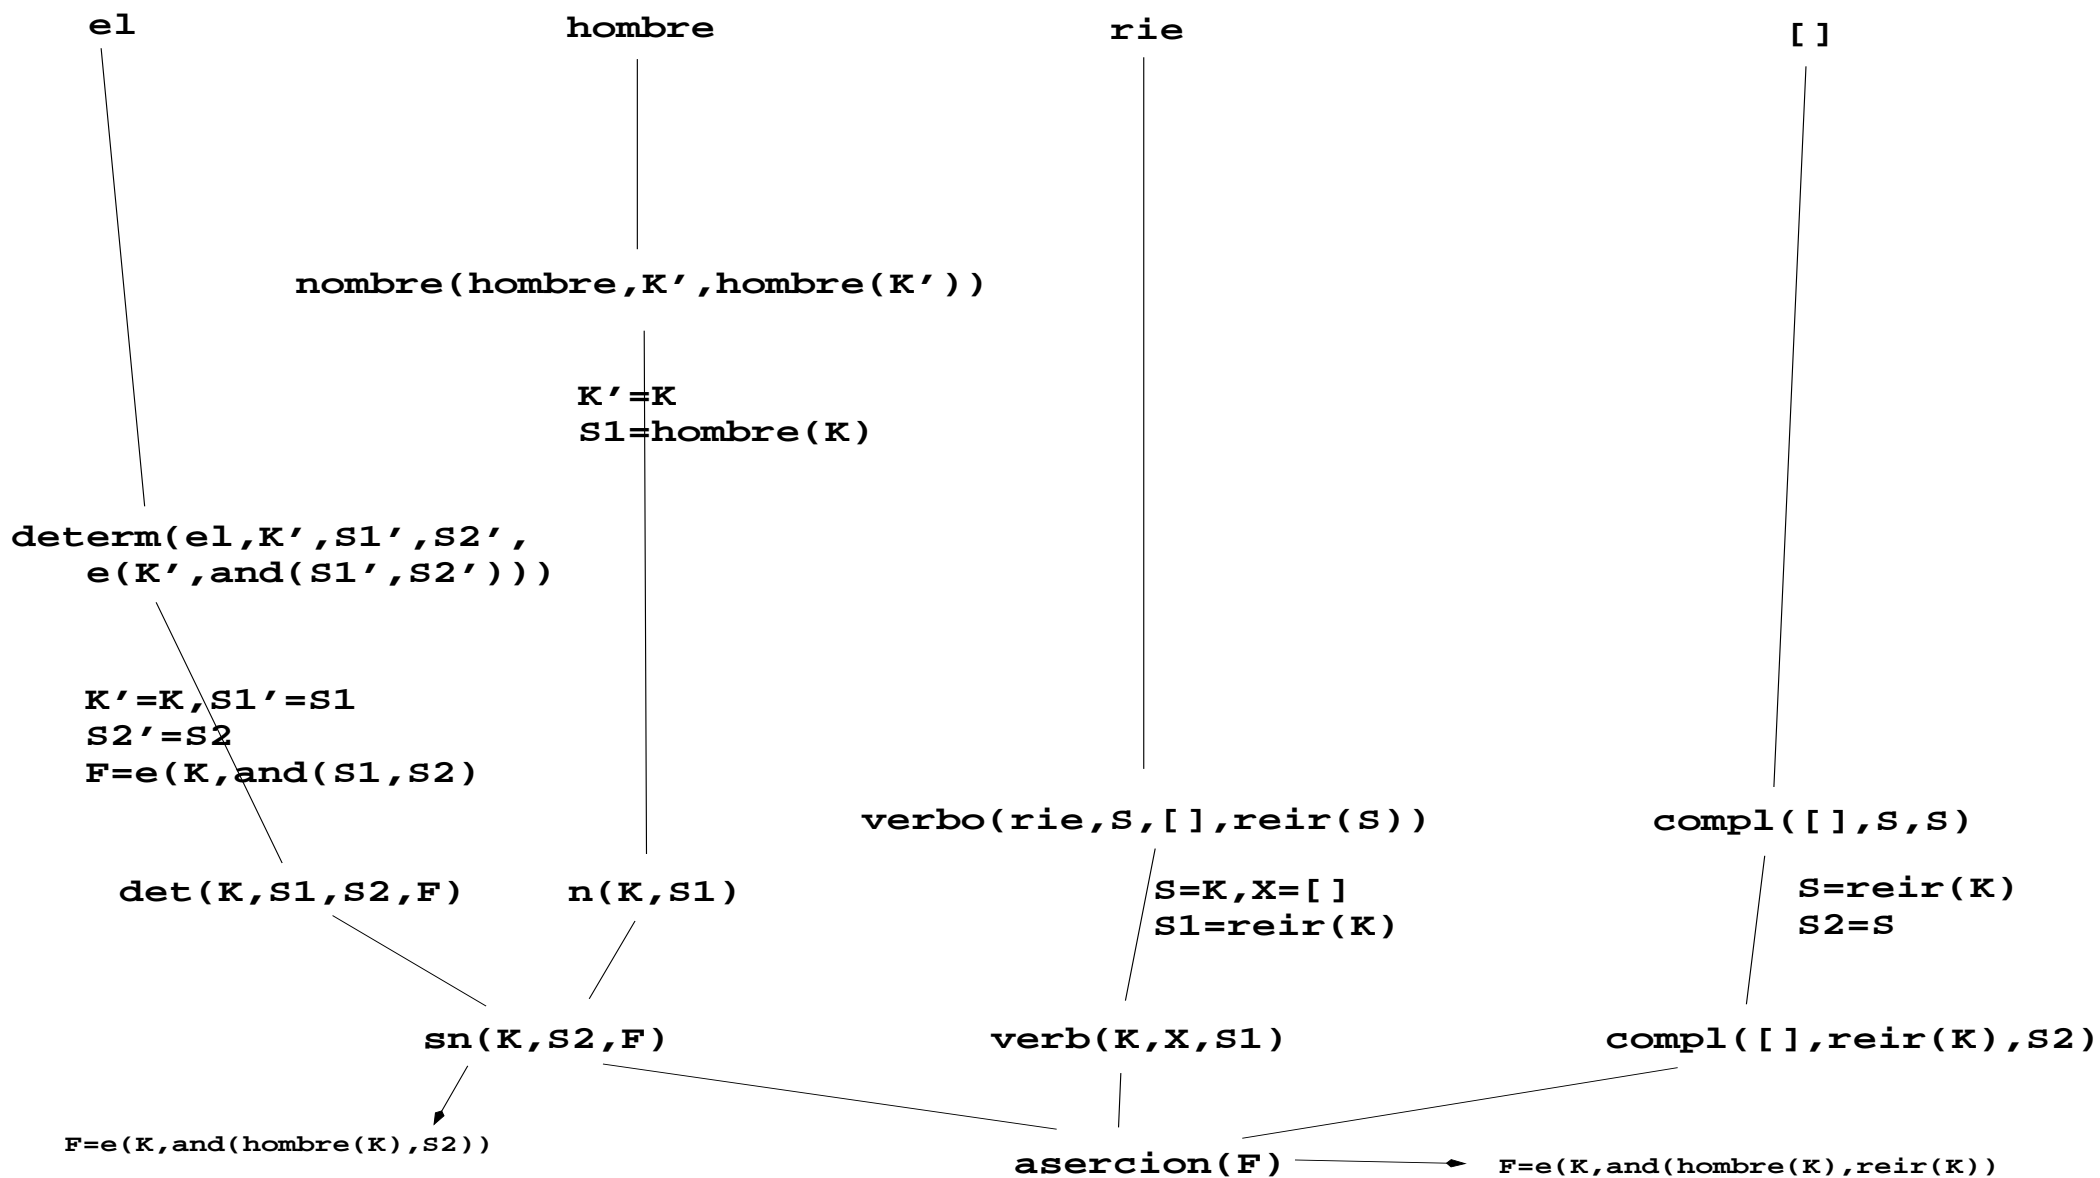 el
hombre
rie
[]
nombre(hombre,K′,hombre(K′))
K′=K
S1=hombre(K)
determ(el,K′,S1′,S2′,
e(K′,and(S1′,S2′)))
K′=K,S1′=S1
S2′=S2
F=e(K,and(S1,S2)
verbo(rie,S,[],reir(S))
compl([],S,S)
det(K,S1,S2,F)
n(K,S1)
S=K,X=[]
S1=reir(K)
S=reir(K)
S2=S
sn(K,S2,F)
verb(K,X,S1)
compl([],reir(K),S2)
F=e(K,and(hombre(K),S2))
asercion(F)
F=e(K,and(hombre(K),reir(K))